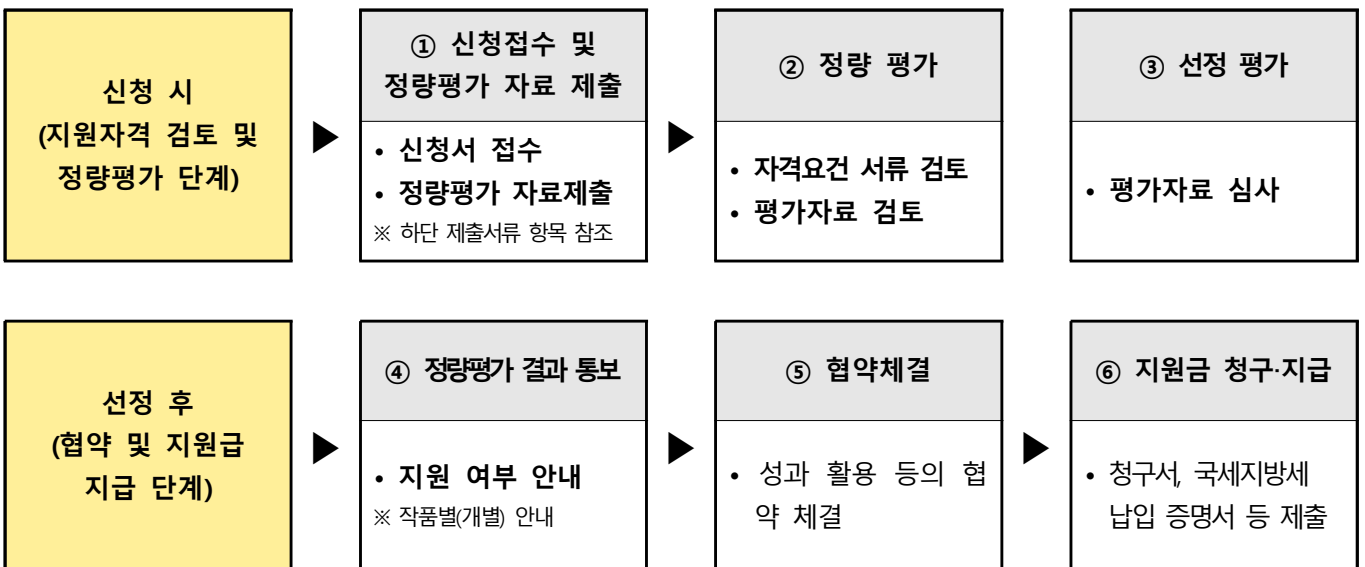 신청 시
(지원자격 검토 및
정량평가 단계)
▶
① 신청접수 및
정량평가 자료 제출
• 신청서 접수
• 정량평가 자료제출
※ 하단 제출서류 항목 참조
▶
② 정량 평가
• 자격요건 서류 검토
• 평가자료 검토
③ 선정 평가
• 평가자료 심사
선정 후
(협약 및 지원급
지급 단계)
▶
④ 정량평가 결과 통보
• 지원 여부 안내
※ 작품별(개별) 안내
▶
⑤ 협약체결
• 성과 활용 등의 협
약 체결
▶
⑥ 지원금 청구·지급
• 청구서, 국세지방세
납입 증명서 등 제출